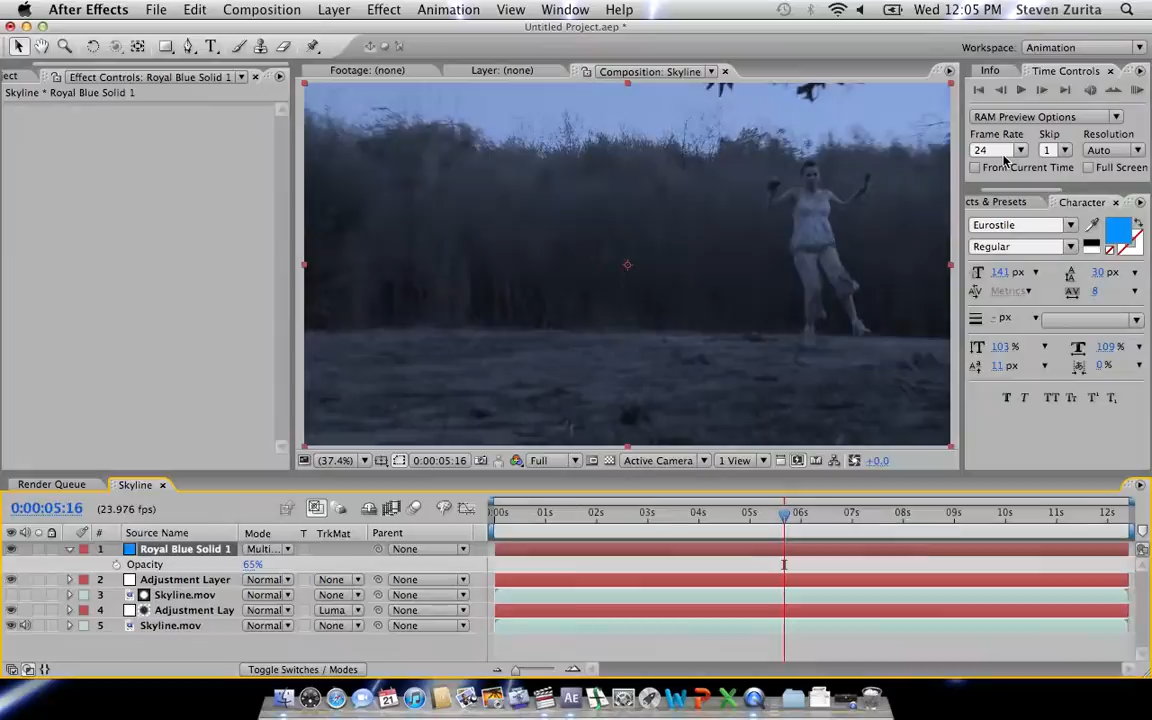 After Effects File Edit Composition Layer Effect Animation View Window Help Wed 12:05 PM Steven Zurita
Untitled Project.aep *
Workspace: Animation
ect Effect Controls: Royal Blue Solid 1 Footage: (none) Layer: (none) Composition: Skyline Info Time Controls
Skyline * Royal Blue Solid 1
RAM Preview Options
Frame Rate Skip Resolution
24 1 Auto
From Current Time Full Screen
cts & Presets Character
Eurostile
Regular
141 px 30 px
Metrics 8
- px
103 % 109 %
11 px 0 %
T T TT Tr T¹ T₁
(37.4%) 0:00:05:16 Full Active Camera 1 View +0.0
Render Queue Skyline
0:00:05:16 (23.976 fps)
:00s 01s 02s 03s 04s 05s 06s 07s 08s 09s 10s 11s 12s
# Source Name Mode T TrkMat Parent
1 Royal Blue Solid 1 Multi... None
Opacity 65%
2 Adjustment Layer Normal None None
3 Skyline.mov Normal None None
4 Adjustment Lay Normal Luma None
5 Skyline.mov Normal None None
Toggle Switches / Modes